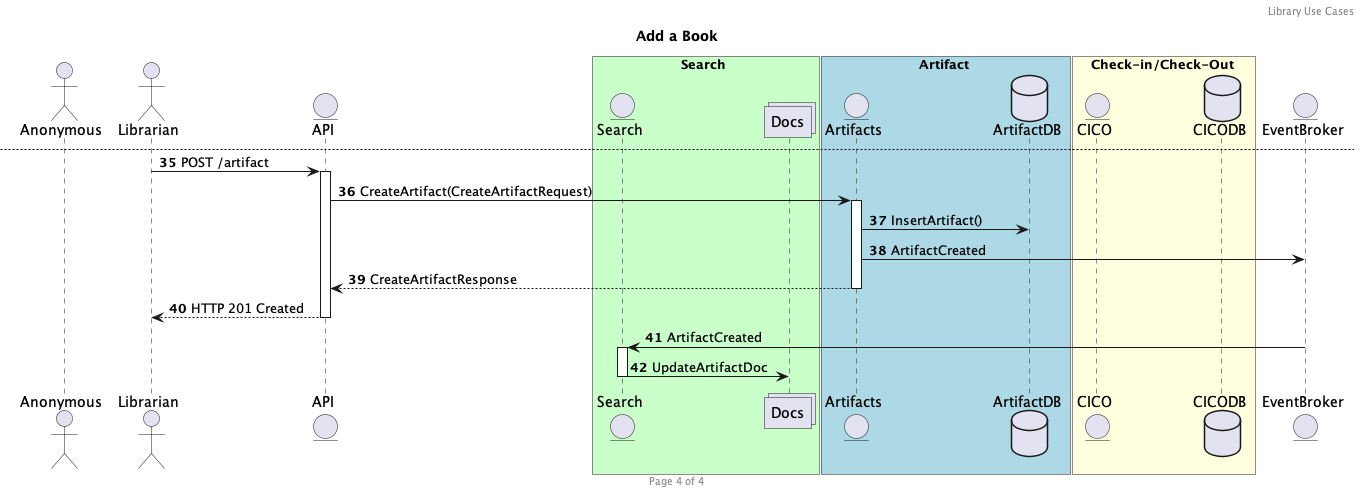 Library Use Cases
Add a Book
Search Artifact Check-in/Check-Out
Anonymous Librarian API Search Docs Artifacts ArtifactDB CICO CICODB EventBroker
35 POST /artifact
36 CreateArtifact(CreateArtifactRequest)
37 InsertArtifact()
38 ArtifactCreated
39 CreateArtifactResponse
40 HTTP 201 Created
41 ArtifactCreated
42 UpdateArtifactDoc
Anonymous Librarian API Search Docs Artifacts ArtifactDB CICO CICODB EventBroker
Page 4 of 4